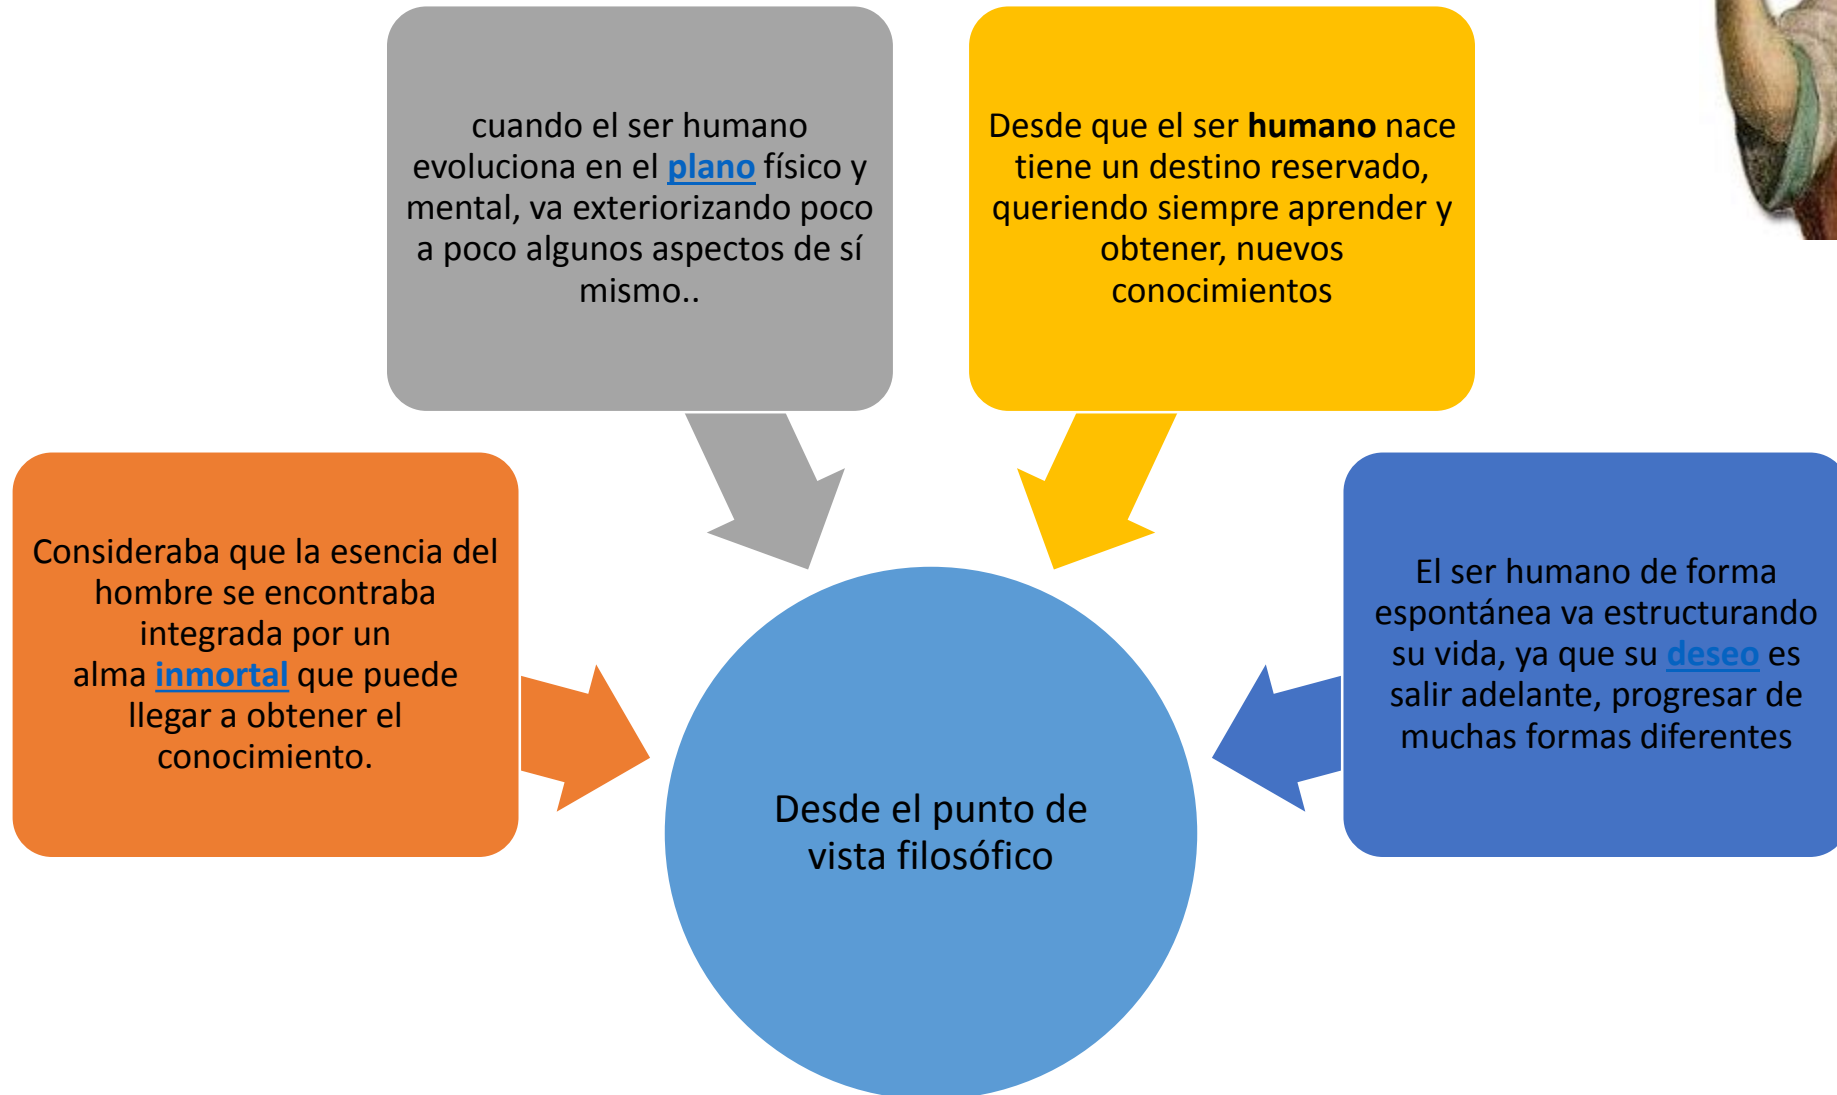 cuando el ser humano
evoluciona en el plano físico y
mental, va exteriorizando poco
a poco algunos aspectos de sí
mismo..
Desde que el ser humano nace
tiene un destino reservado,
queriendo siempre aprender y
obtener, nuevos
conocimientos
Consideraba que la esencia del
hombre se encontraba
integrada por un
alma inmortal que puede
llegar a obtener el
conocimiento.
El ser humano de forma
espontánea va estructurando
su vida, ya que su deseo es
salir adelante, progresar de
muchas formas diferentes
Desde el punto de
vista filosófico